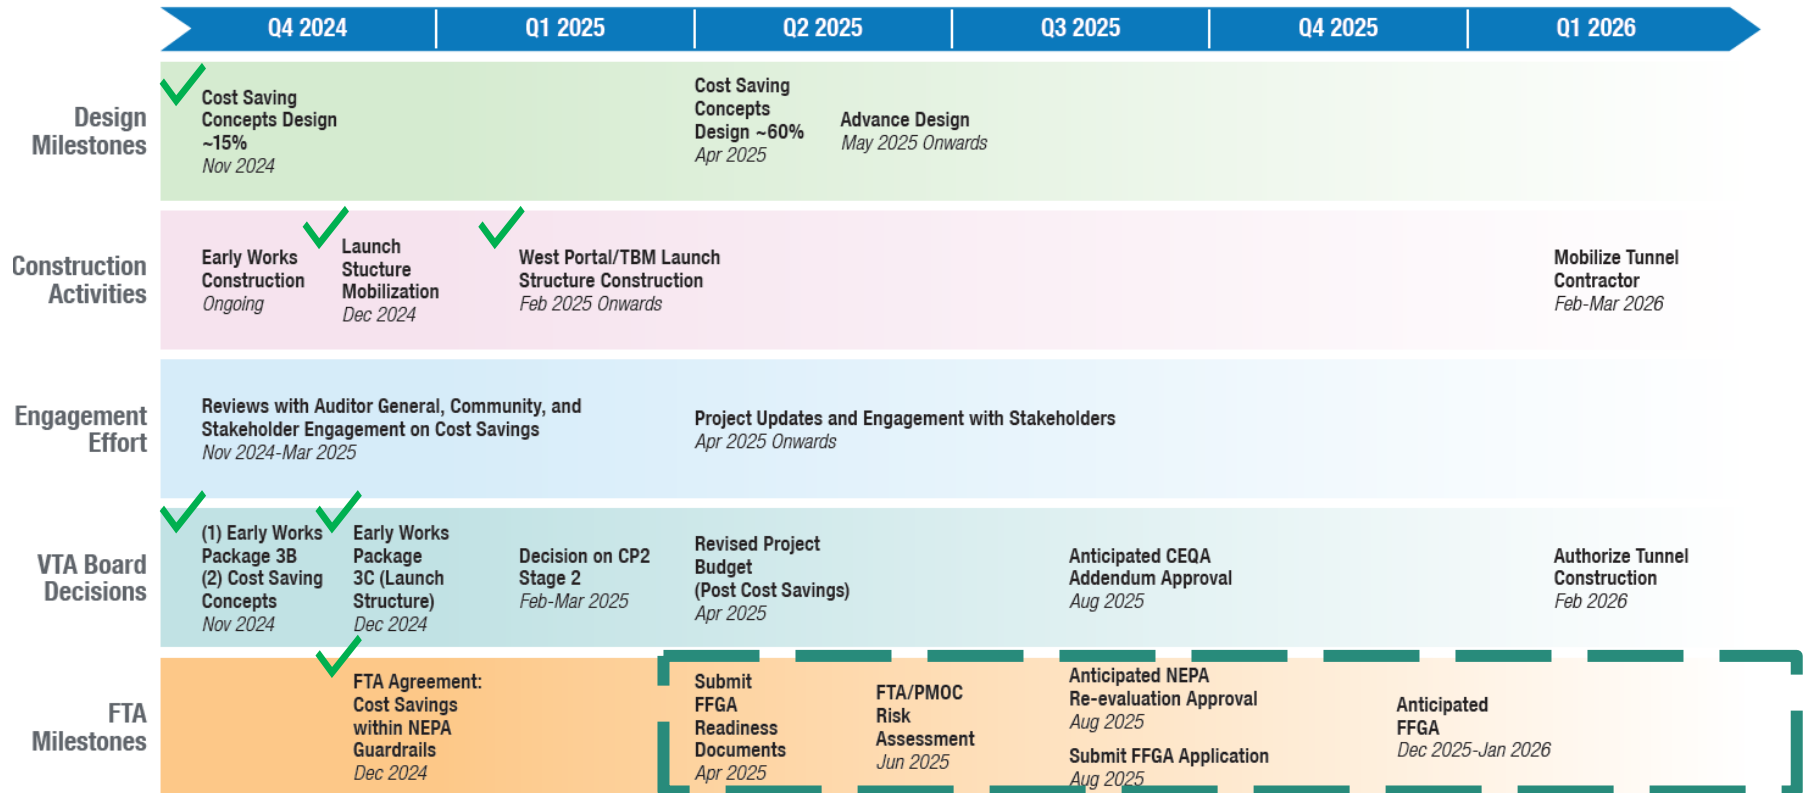 Q4 2024
Q1 2025
Q2 2025
Q3 2025
Q4 2025
Q1 2026
Design
Milestones
Cost Saving
Concepts Design
~15%
Nov 2024
Cost Saving
Concepts
Design ~60%
Apr 2025
Advance Design
May 2025 Onwards
Construction
Activities
Early Works
Construction
Ongoing
Launch
Stucture
Mobilization
Dec 2024
West Portal/TBM Launch
Structure Construction
Feb 2025 Onwards
Mobilize Tunnel
Contractor
Feb-Mar 2026
Engagement
Effort
Reviews with Auditor General, Community, and
Stakeholder Engagement on Cost Savings
Nov 2024-Mar 2025
Project Updates and Engagement with Stakeholders
Apr 2025 Onwards
VTA Board
Decisions
(1) Early Works
Package 3B
(2) Cost Saving
Concepts
Nov 2024
Early Works
Package
3C (Launch
Structure)
Dec 2024
Decision on CP2
Stage 2
Feb-Mar 2025
Revised Project
Budget
(Post Cost Savings)
Apr 2025
Anticipated CEQA
Addendum Approval
Aug 2025
Authorize Tunnel
Construction
Feb 2026
FTA
Milestones
FTA Agreement:
Cost Savings
within NEPA
Guardrails
Dec 2024
Submit
FFGA
Readiness
Documents
Apr 2025
FTA/PMOC
Risk
Assessment
Jun 2025
Anticipated NEPA
Re-evaluation Approval
Aug 2025
Submit FFGA Application
Aug 2025
Anticipated
FFGA
Dec 2025-Jan 2026